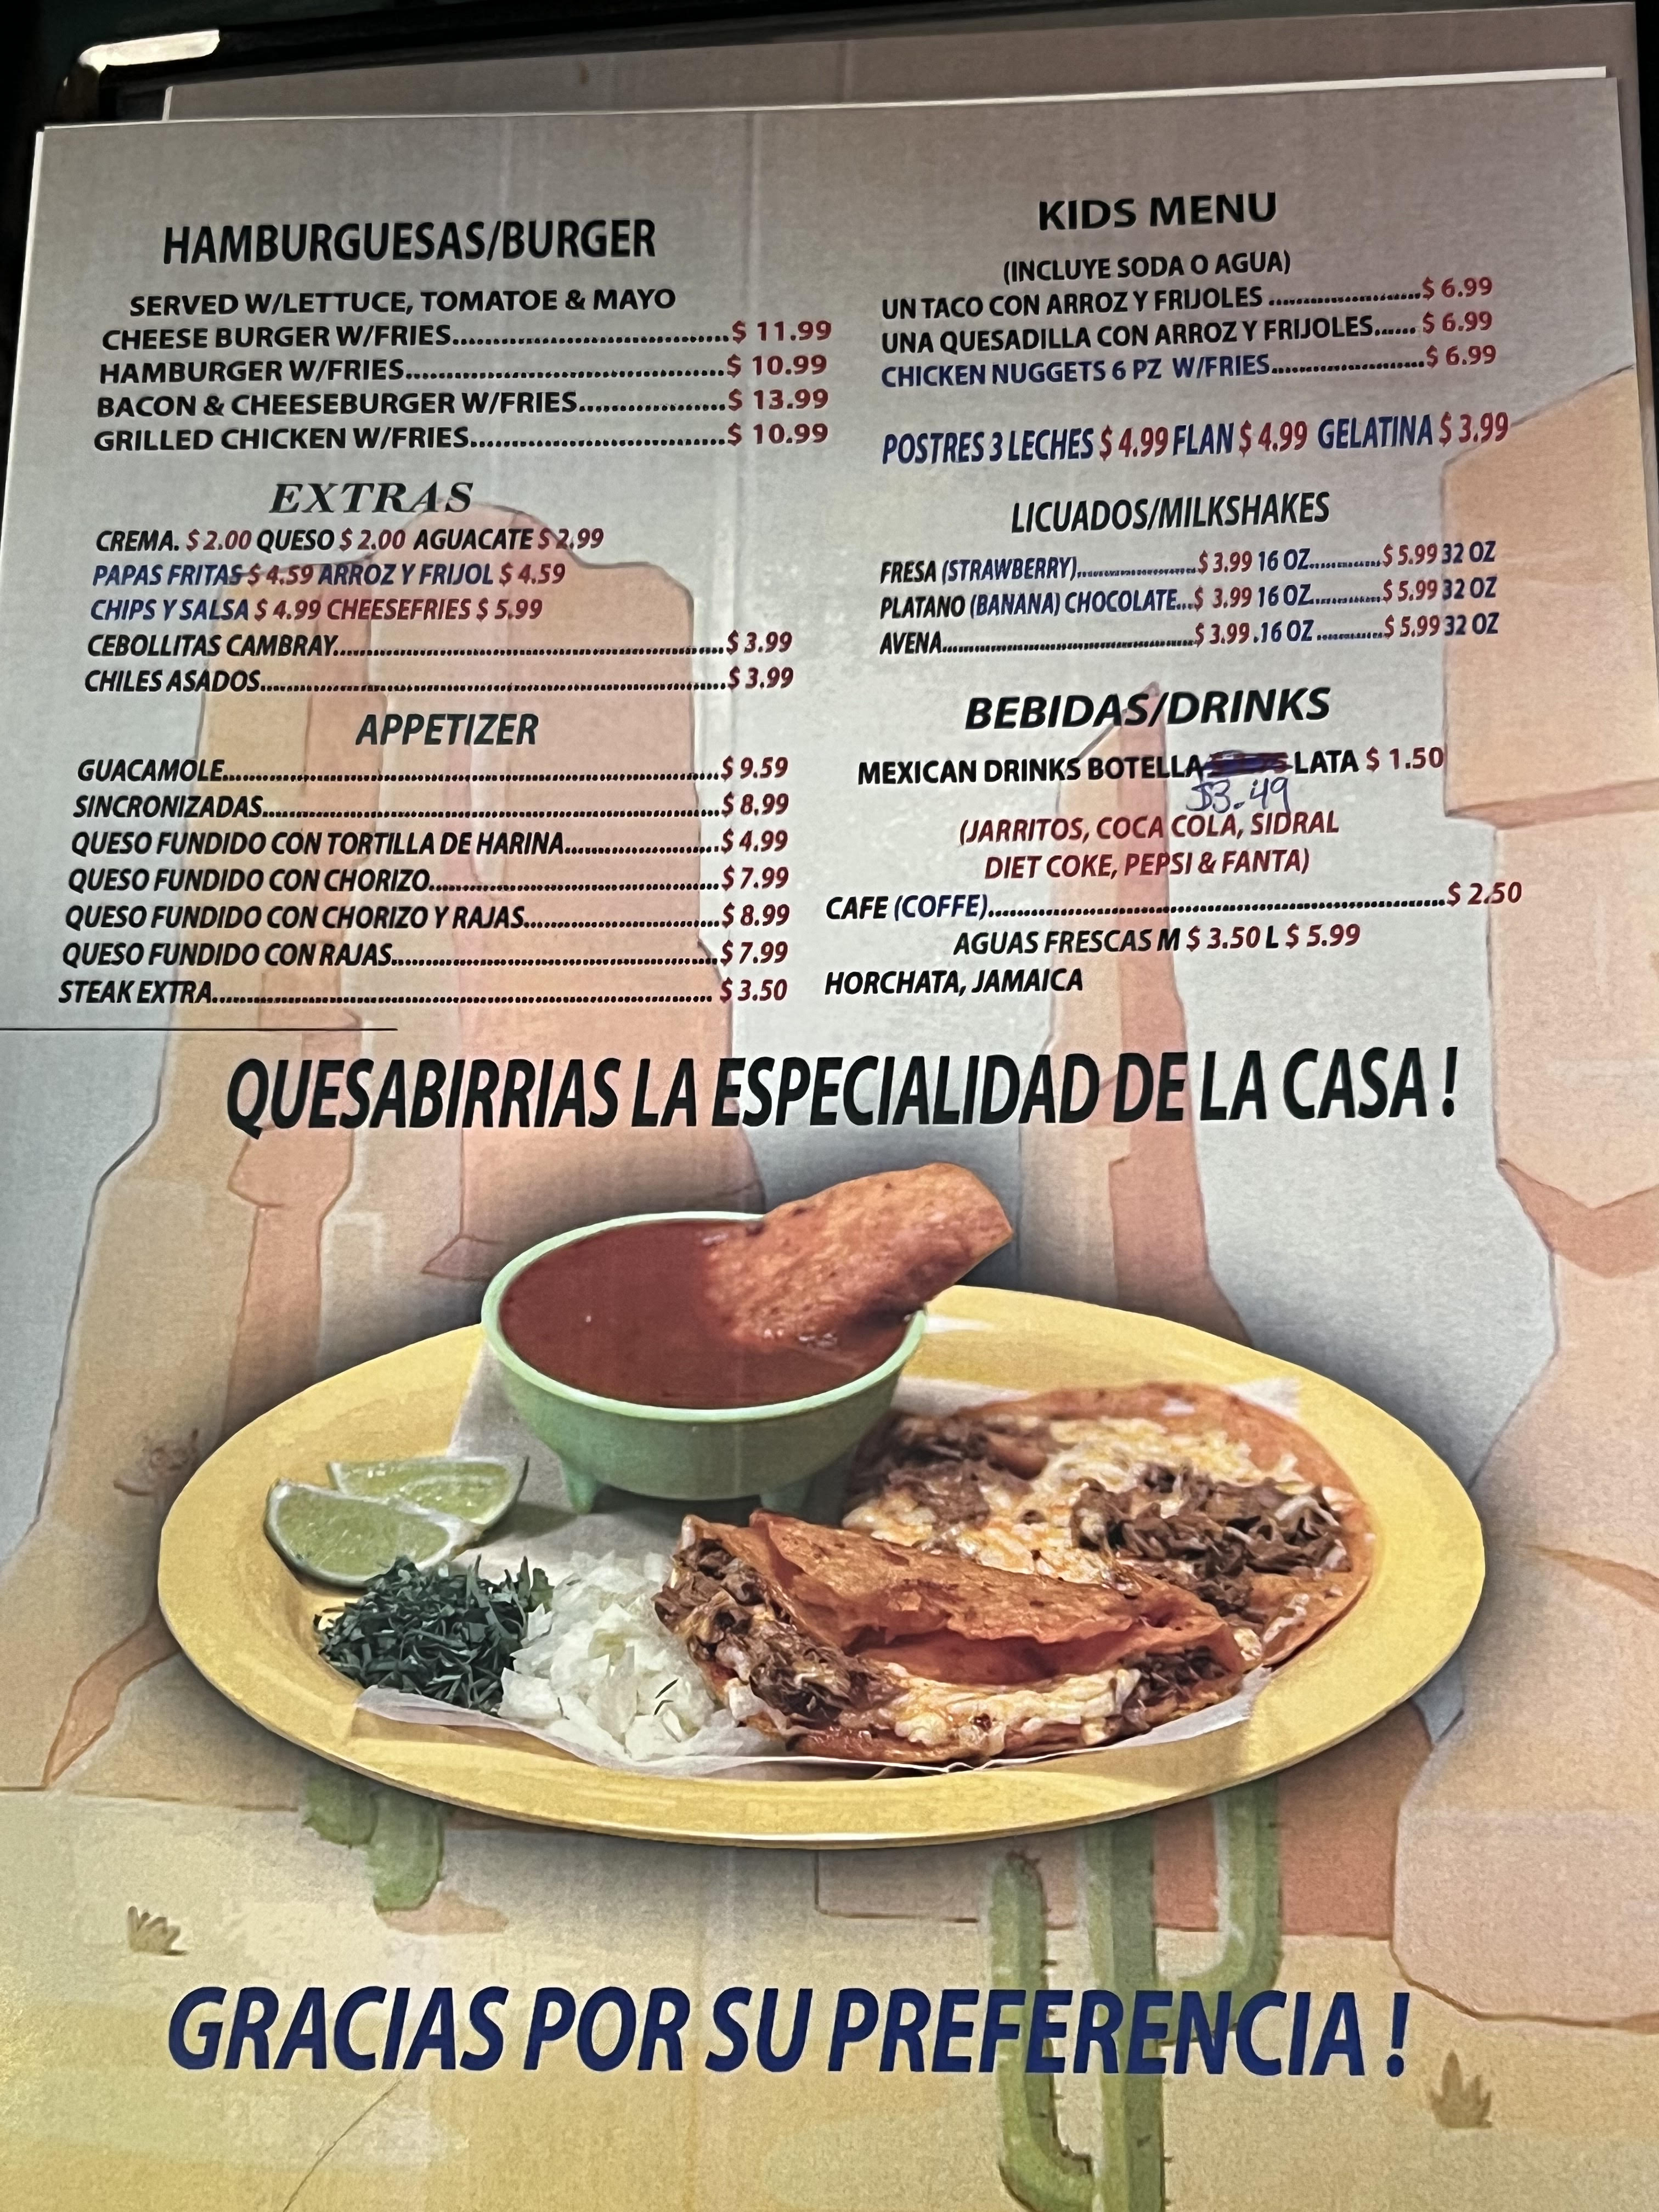 HAMBURGUESAS/BURGER
SERVED W/LETTUCE, TOMATOE & MAYO
CHEESE BURGER W/FRIES................................$ 11.99
HAMBURGER W/FRIES.....................................$ 10.99
BACON & CHEESEBURGER W/FRIES.................$ 13.99
GRILLED CHICKEN W/FRIES..............................$ 10.99
EXTRAS
CREMA. $ 2.00 QUESO $ 2.00 AGUACATE $ 2.99
PAPAS FRITAS $ 4.59 ARROZ Y FRIJOL $ 4.59
CHIPS Y SALSA $ 4.99 CHEESEFRIES $ 5.99
CEBOLLITAS CAMBRAY..................................................$ 3.99
CHILES ASADOS............................................................$ 3.99
APPETIZER
GUACAMOLE................................................................$ 9.59
SINCRONIZADAS...........................................................$ 8.99
QUESO FUNDIDO CON TORTILLA DE HARINA....................$ 4.99
QUESO FUNDIDO CON CHORIZO.....................................$ 7.99
QUESO FUNDIDO CON CHORIZO Y RAJAS.........................$ 8.99
QUESO FUNDIDO CON RAJAS..........................................$ 7.99
STEAK EXTRA................................................................ $ 3.50
KIDS MENU
(INCLUYE SODA O AGUA)
UN TACO CON ARROZ Y FRIJOLES ......................$ 6.99
UNA QUESADILLA CON ARROZ Y FRIJOLES...... $ 6.99
CHICKEN NUGGETS 6 PZ W/FRIES......................$ 6.99
POSTRES 3 LECHES $ 4.99 FLAN $ 4.99 GELATINA $ 3.99
LICUADOS/MILKSHAKES
FRESA (STRAWBERRY)........................$ 3.99 16 OZ............$ 5.99 32 OZ
PLATANO (BANANA) CHOCOLATE...$ 3.99 16 OZ............$ 5.99 32 OZ
AVENA..................................................$ 3.99 .16 OZ ...........$ 5.99 32 OZ
BEBIDAS/DRINKS
MEXICAN DRINKS BOTELLA LATA $ 1.50
$3.49
(JARRITOS, COCA COLA, SIDRAL
DIET COKE, PEPSI & FANTA)
CAFE (COFFE)................................................................$ 2.50
AGUAS FRESCAS M $ 3.50 L $ 5.99
HORCHATA, JAMAICA
QUESABIRRIAS LA ESPECIALIDAD DE LA CASA !
GRACIAS POR SU PREFERENCIA !